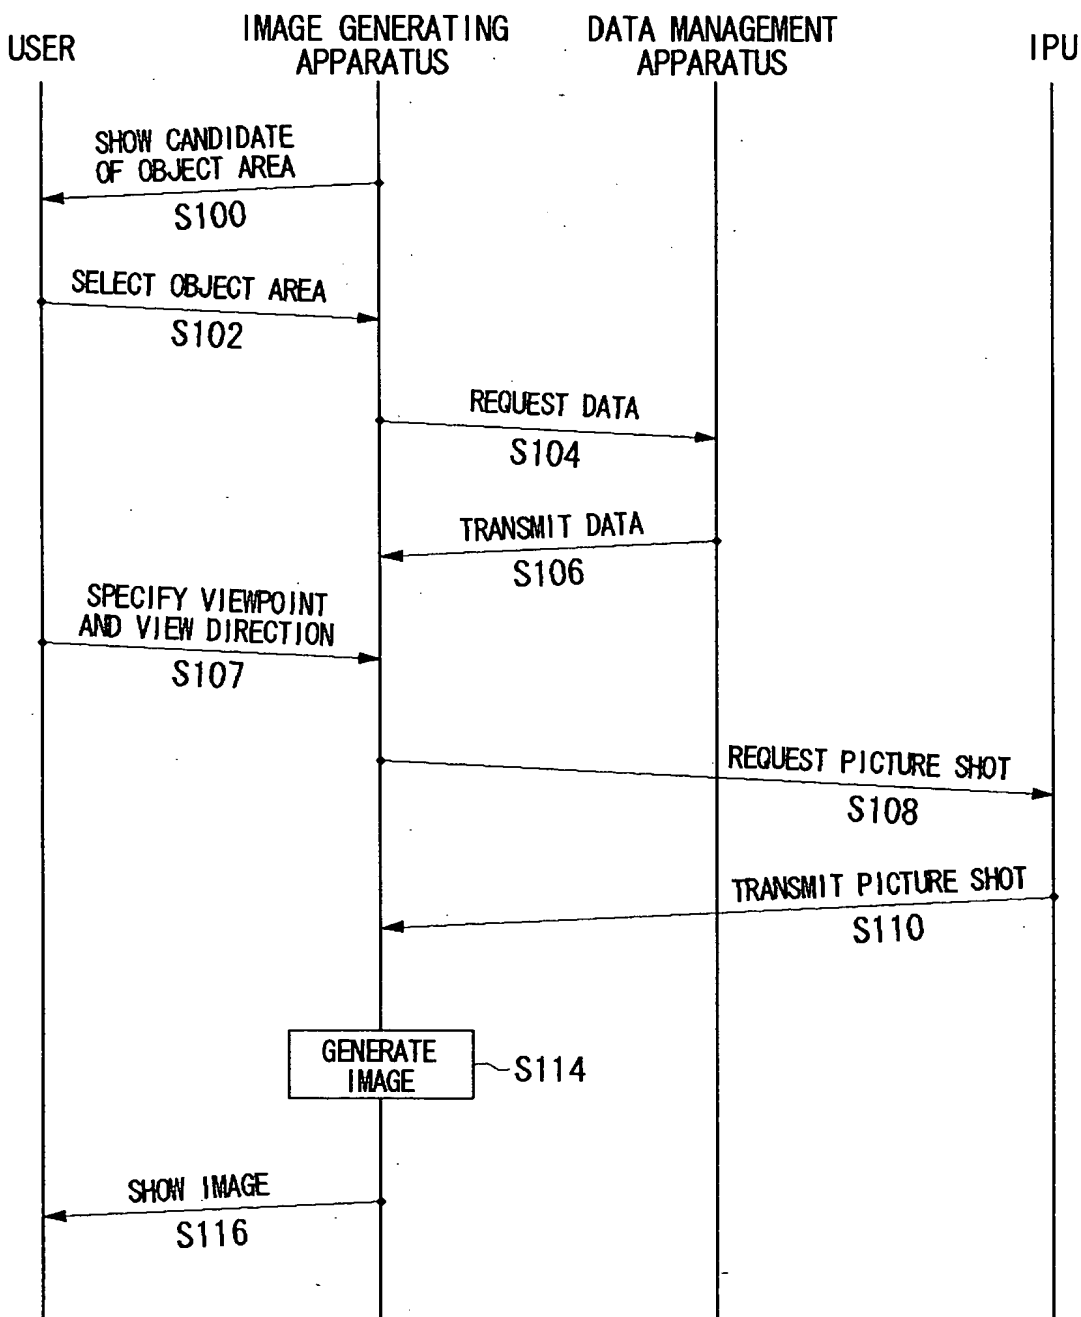 USER
IMAGE GENERATING
APPARATUS
DATA MANAGEMENT
APPARATUS
IPU
SHOW CANDIDATE
OF OBJECT AREA
S100
SELECT OBJECT AREA
S102
REQUEST DATA
S104
TRANSMIT DATA
S106
SPECIFY VIEWPOINT
AND VIEW DIRECTION
S107
REQUEST PICTURE SHOT
S108
TRANSMIT PICTURE SHOT
S110
GENERATE
IMAGE
S114
SHOW IMAGE
S116